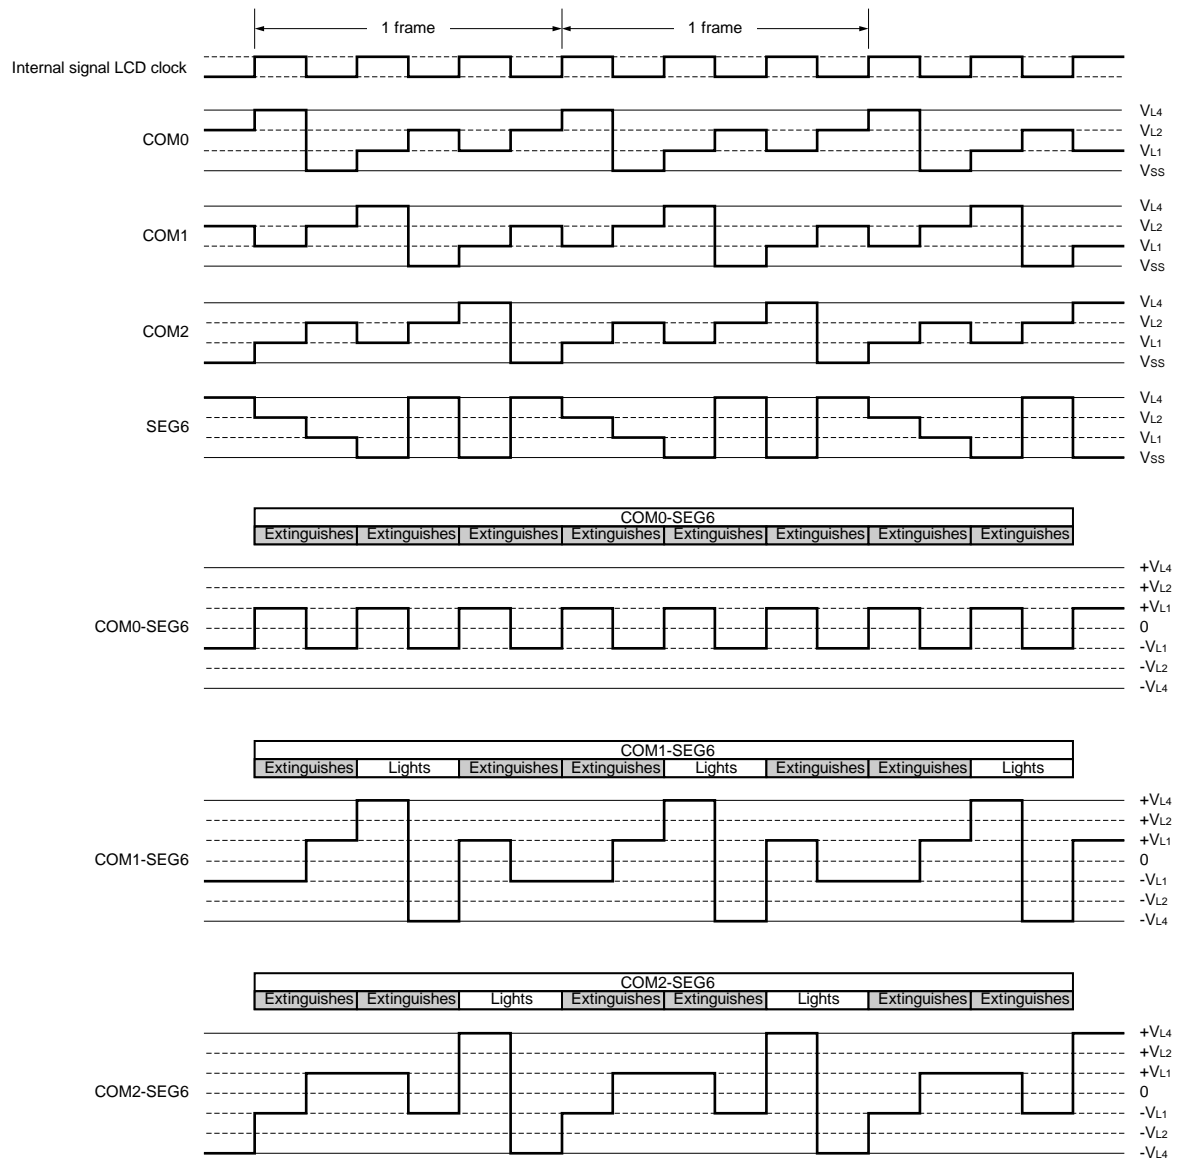 1 frame 1 frame
Internal signal LCD clock
COM0
VL4
VL2
VL1
VSS
COM1
VL4
VL2
VL1
VSS
COM2
VL4
VL2
VL1
VSS
SEG6
VL4
VL2
VL1
VSS
COM0-SEG6
Extinguishes Extinguishes Extinguishes Extinguishes Extinguishes Extinguishes Extinguishes Extinguishes
COM0-SEG6
+VL4
+VL2
+VL1
0
-VL1
-VL2
-VL4
COM1-SEG6
Extinguishes Lights Extinguishes Extinguishes Lights Extinguishes Extinguishes Lights
COM1-SEG6
+VL4
+VL2
+VL1
0
-VL1
-VL2
-VL4
COM2-SEG6
Extinguishes Extinguishes Lights Extinguishes Extinguishes Lights Extinguishes Extinguishes
COM2-SEG6
+VL4
+VL2
+VL1
0
-VL1
-VL2
-VL4